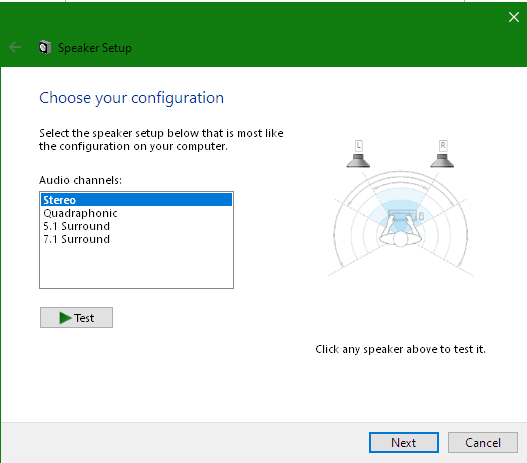 Speaker Setup
Choose your configuration
Select the speaker setup below that is most like
the configuration on your computer.
L
R
Audio channels:
Stereo
Quadraphonic
5.1 Surround
7.1 Surround
Test
Click any speaker above to test it.
Next
Cancel